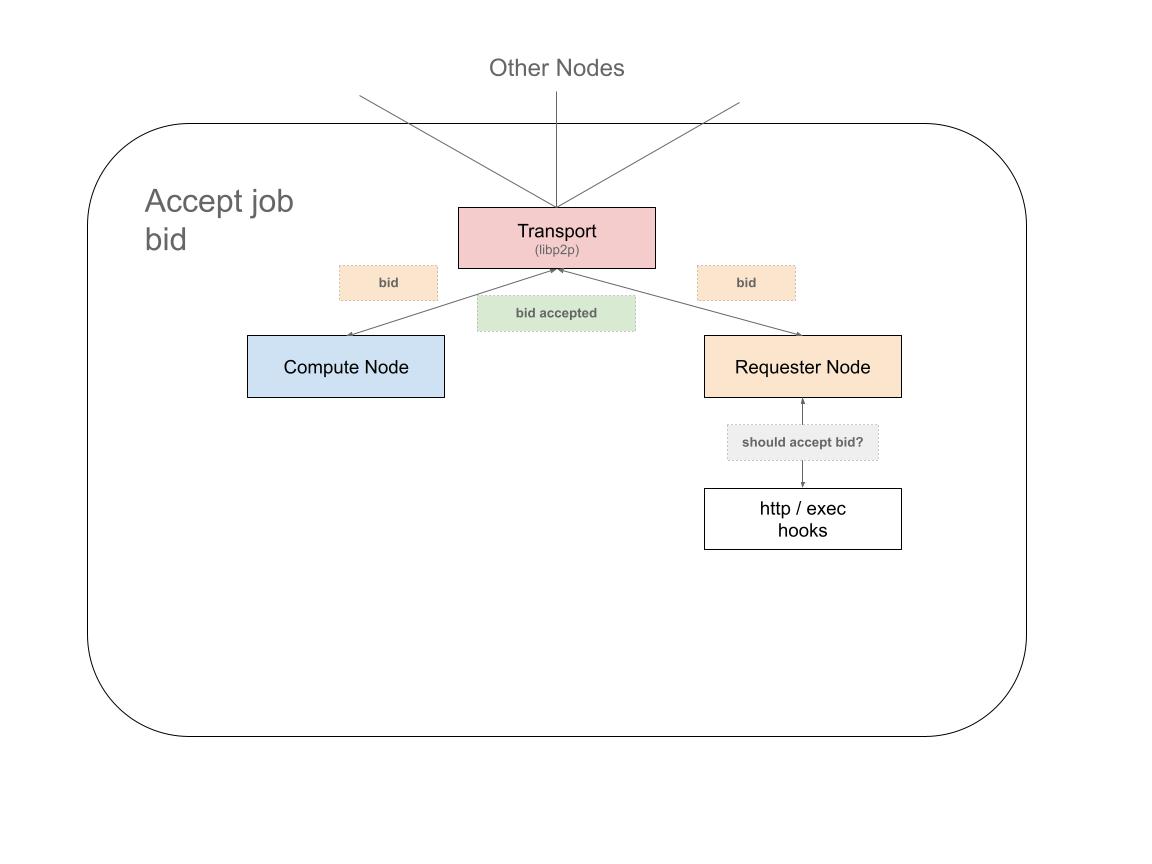 Other Nodes
Accept job
bid
Transport
(libp2p)
bid
bid
bid accepted
Compute Node
Requester Node
should accept bid?
http / exec
hooks